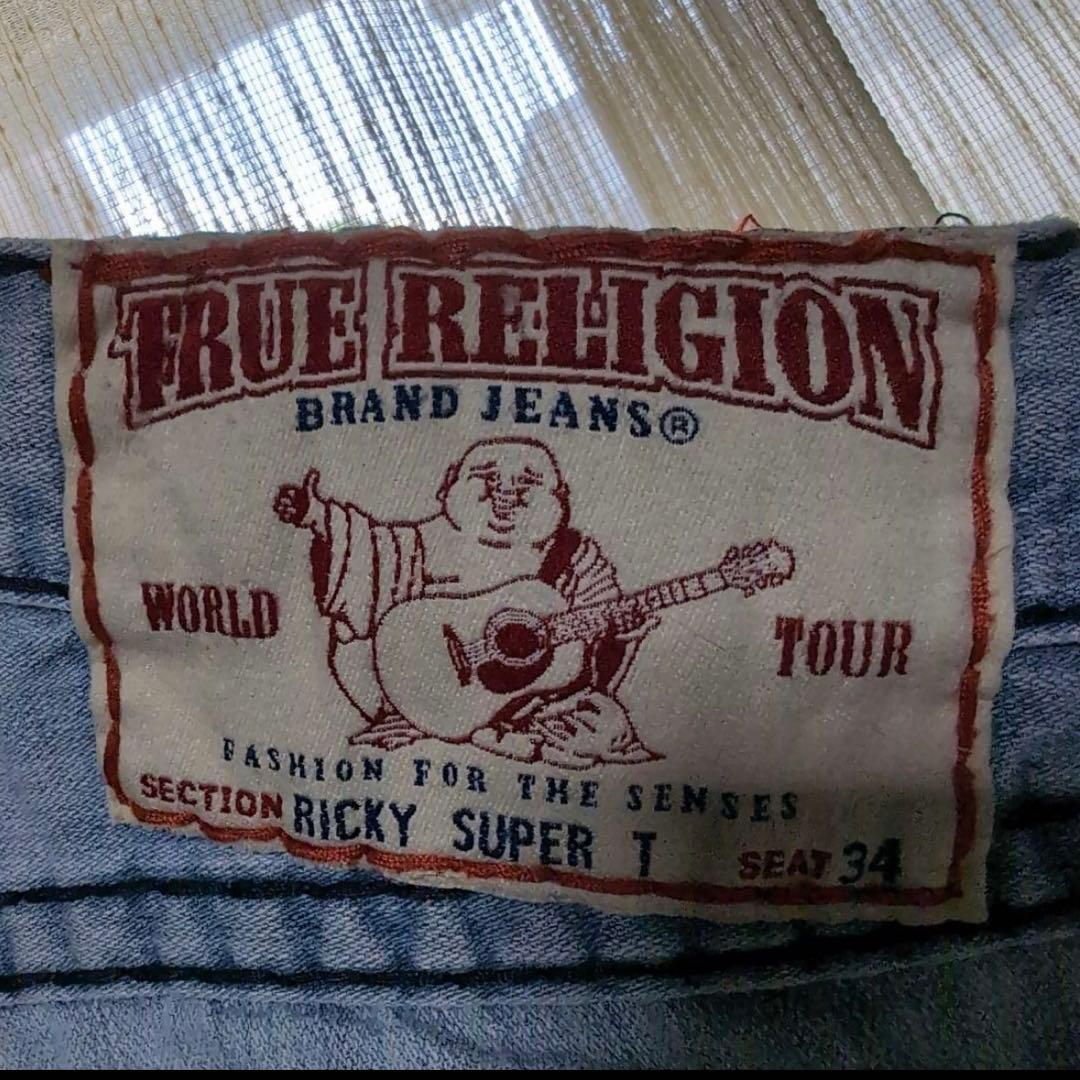 TRUE RELIGION
BRAND JEANS®
WORLD TOUR
FASHION FOR THE SENSES
SECTION RICKY SUPER T SEAT 34